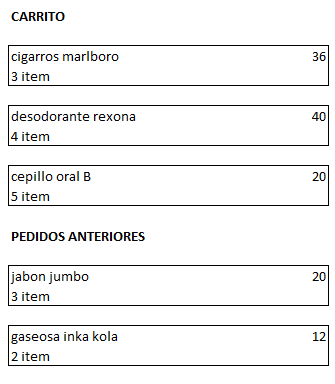 CARRITO
cigarros marlboro 36
3 item
desodorante rexona 40
4 item
cepillo oral B 20
5 item
PEDIDOS ANTERIORES
jabon jumbo 20
3 item
gaseosa inka kola 12
2 item